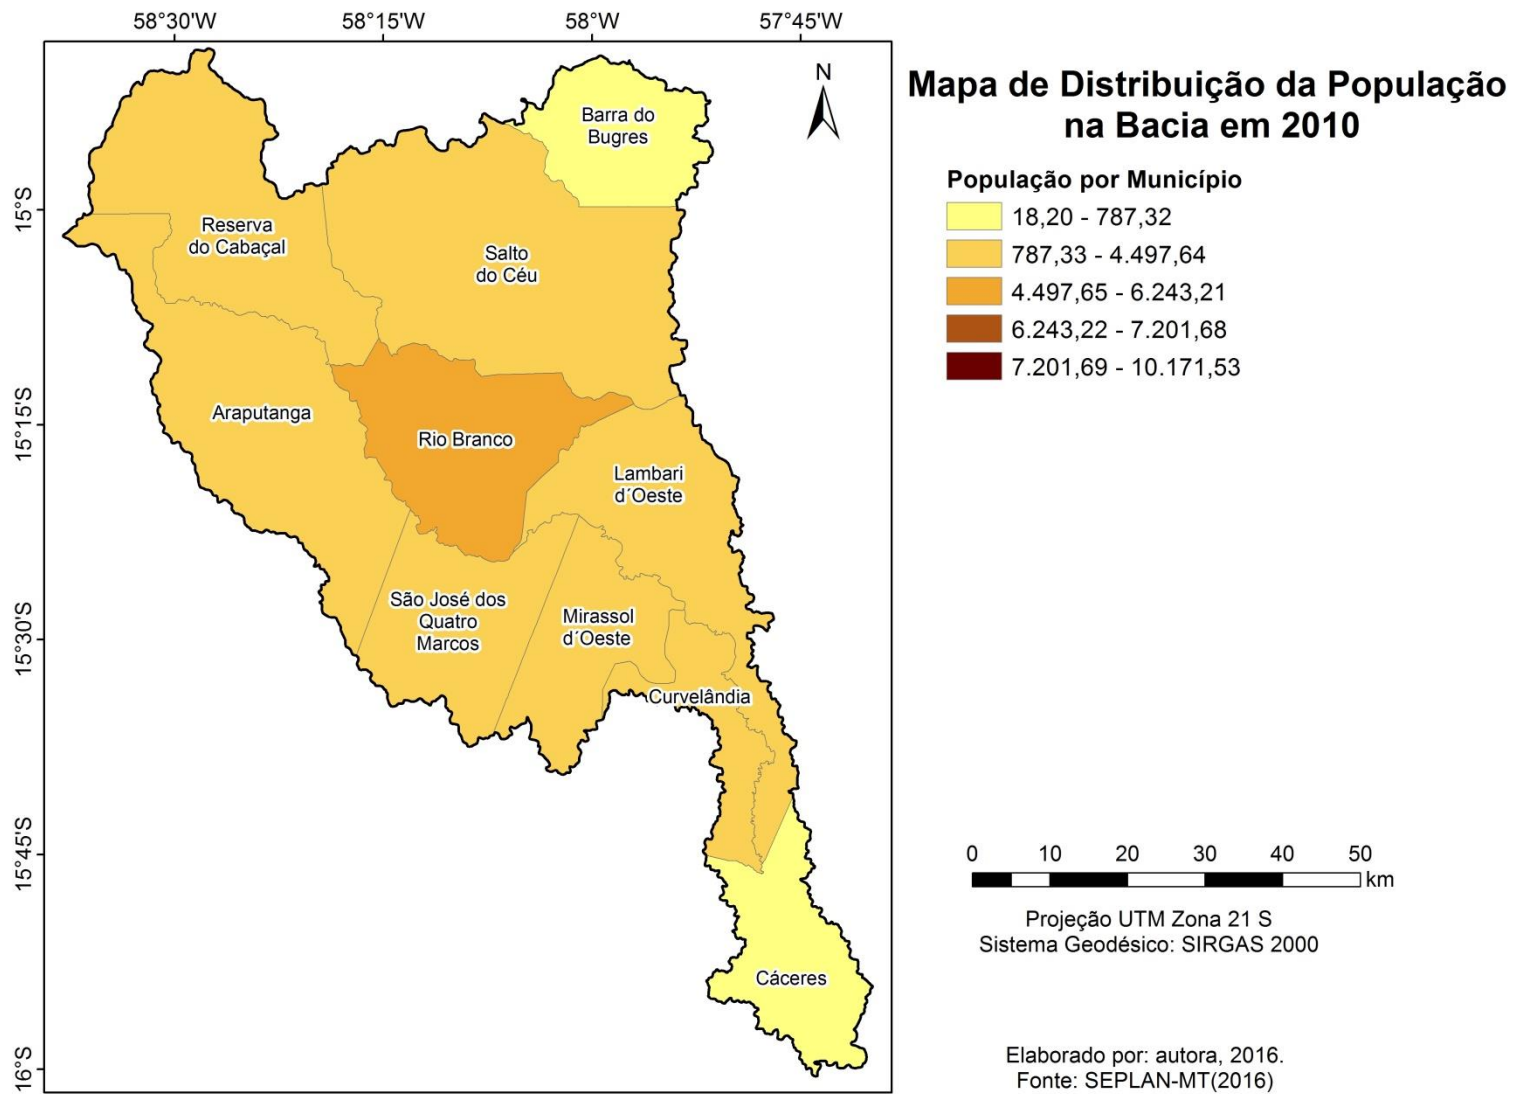 58°30'W 58°15'W 58°W 57°45'W
N
Mapa de Distribuição da População
na Bacia em 2010
População por Município
18,20 - 787,32
787,33 - 4.497,64
4.497,65 - 6.243,21
6.243,22 - 7.201,68
7.201,69 - 10.171,53
Barra do
Bugres
Reserva
do Cabaçal
Salto
do Céu
Araputanga
Rio Branco
Lambari
d´Oeste
São José dos
Quatro
Marcos
Mirassol
d´Oeste
Curvelândia
Cáceres
15°S
15°15'S
15°30'S
15°45'S
16°S
0 10 20 30 40 50
km
Projeção UTM Zona 21 S
Sistema Geodésico: SIRGAS 2000
Elaborado por: autora, 2016.
Fonte: SEPLAN-MT(2016)